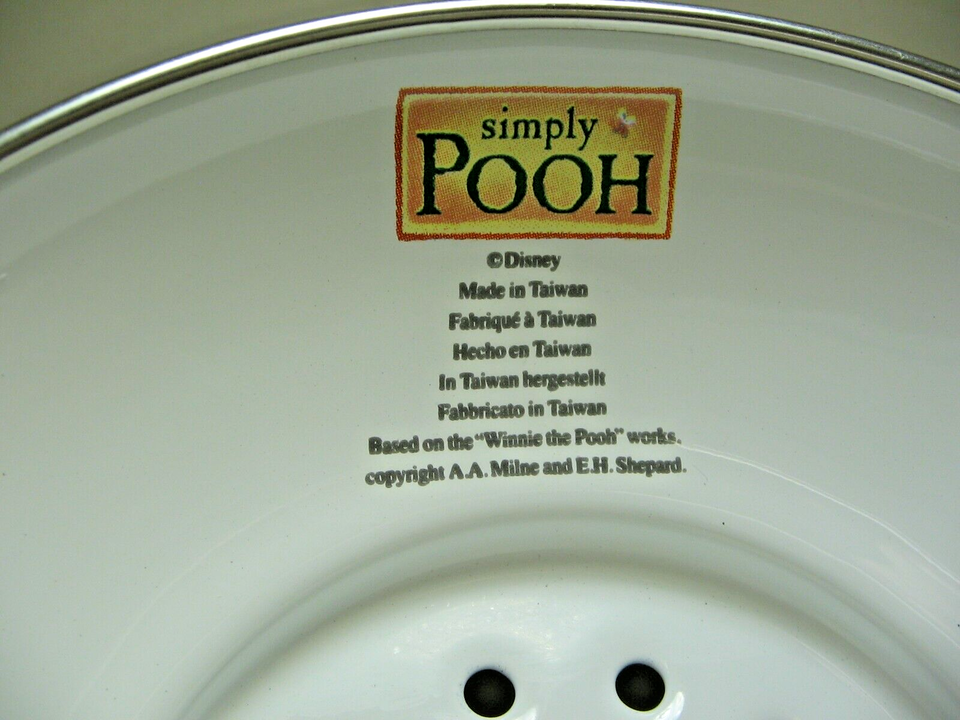 simply
POOH
©Disney
Made in Taiwan
Fabriqué à Taiwan
Hecho en Taiwan
In Taiwan hergestellt
Fabbricato in Taiwan
Based on the "Winnie the Pooh" works.
copyright A.A. Milne and E.H. Shepard.